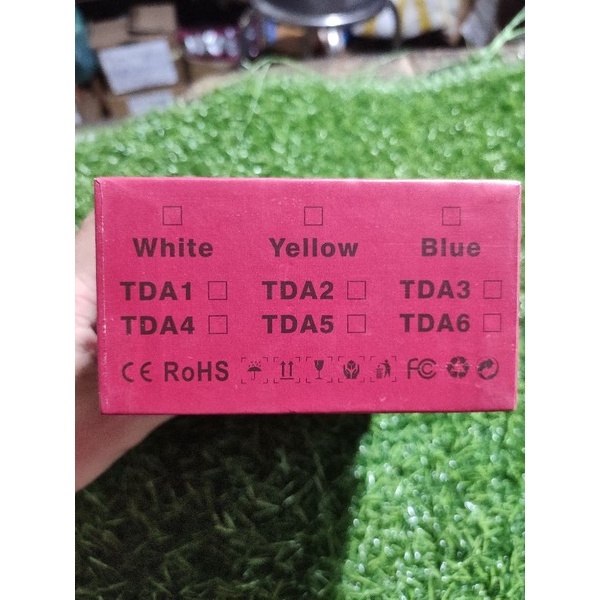 White Yellow Blue
TDA1 TDA2 TDA3
TDA4 TDA5 TDA6
CE RoHS FC